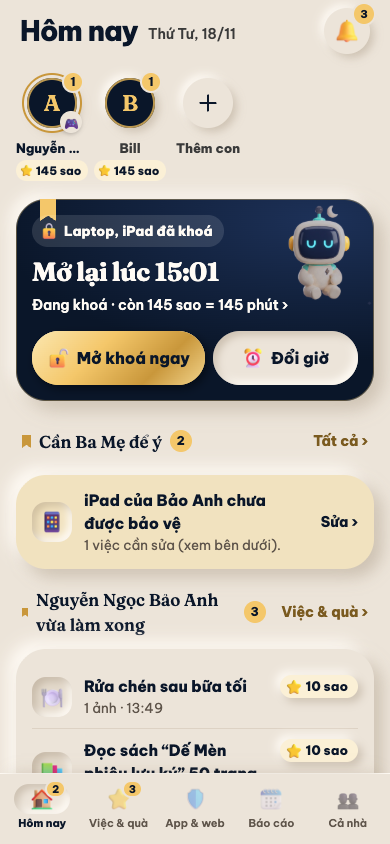 Hôm nay Thứ Tư, 18/11
3
A
1
B
1
Nguyễn ...
Bill
Thêm con
145 sao
145 sao
Laptop, iPad đã khoá
Mở lại lúc 15:01
Đang khoá · còn 145 sao = 145 phút ›
Mở khoá ngay
Đổi giờ
Cần Ba Mẹ để ý 2
Tất cả ›
iPad của Bảo Anh chưa
được bảo vệ
Sửa ›
1 việc cần sửa (xem bên dưới).
Nguyễn Ngọc Bảo Anh
vừa làm xong
3
Việc & quà ›
Rửa chén sau bữa tối
10 sao
1 ảnh · 13:49
Đọc sách “Dế Mèn
10 sao
phiêu lưu ký” 50 trang
2
3
Hôm nay
Việc & quà
App & web
Báo cáo
Cả nhà